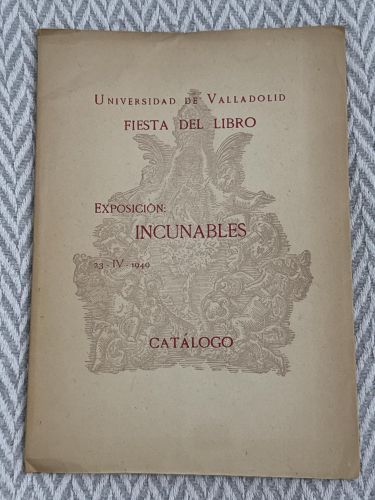 Universidad de Valladolid
FIESTA DEL LIBRO
Exposición:
INCUNABLES
23 - IV - 1940
CATÁLOGO